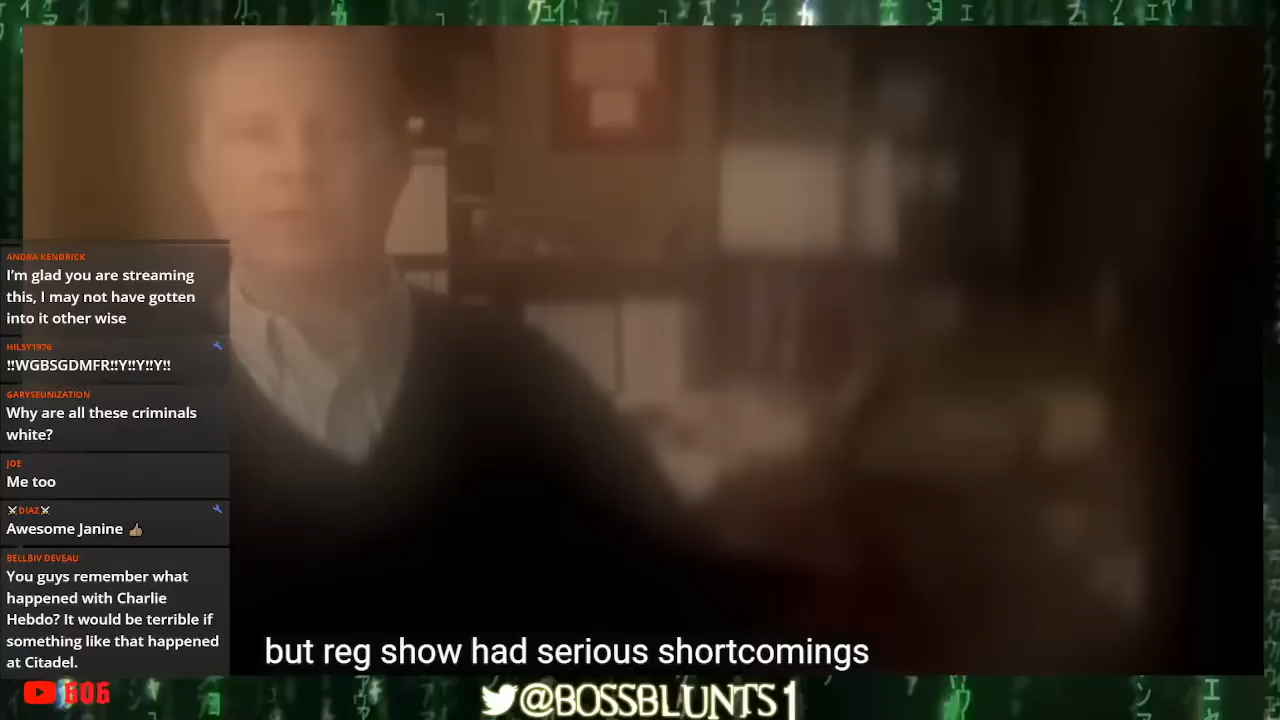 ANDRA KENDRICK
I'm glad you are streaming
this, I may not have gotten
into it other wise
HILSY1976
!!WGBSGDMFR!!Y!!Y!!Y!!
GARYSEUNIZATION
Why are all these criminals
white?
JOE
Me too
⚔DIAZ⚔
Awesome Janine 👍🏽
BELLBIV DEVEAU
You guys remember what
happened with Charlie
Hebdo? It would be terrible if
something like that happened
at Citadel.
but reg show had serious shortcomings
BOG
@BOSSBLUNTS1